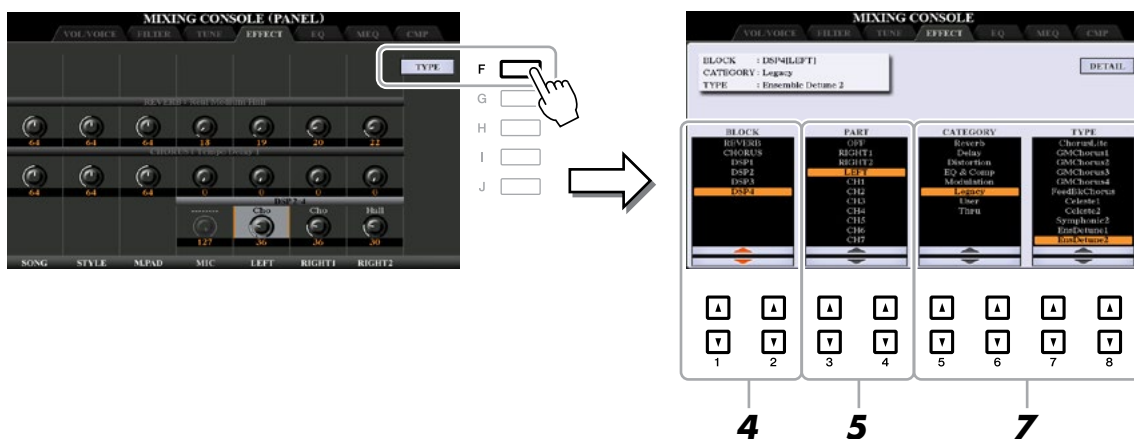 MIXING CONSOLE (PANEL)
VOL/VOICE FILTER TUNE EFFECT EQ MEQ CMP
TYPE
F
G
H
I
J
64 64 64 18 19 20 22
64 64 64 0 0 0 0
DSP 2-4
------- Cho Cho Hall
127 36 36 30
SONG STYLE M.PAD MIC LEFT RIGHT1 RIGHT2
MIXING CONSOLE
VOL/VOICE FILTER TUNE EFFECT EQ MEQ CMP
BLOCK : DSP4[LEFT]
CATEGORY : Legacy
TYPE : Ensemble Detune 2
DETAIL
BLOCK
REVERB
CHORUS
DSP1
DSP2
DSP3
DSP4
PART
OFF
RIGHT1
RIGHT2
LEFT
CH1
CH2
CH3
CH4
CH5
CH6
CH7
CATEGORY
Reverb
Delay
Distortion
EQ & Comp
Modulation
Legacy
User
Thru
TYPE
ChorusLite
GMChorus1
GMChorus2
GMChorus3
GMChorus4
FeedBkChorus
Celeste1
Celeste2
Symphonic2
EnsDetune1
EnsDetune2
1 2 3 4 5 6 7 8
4 5 7